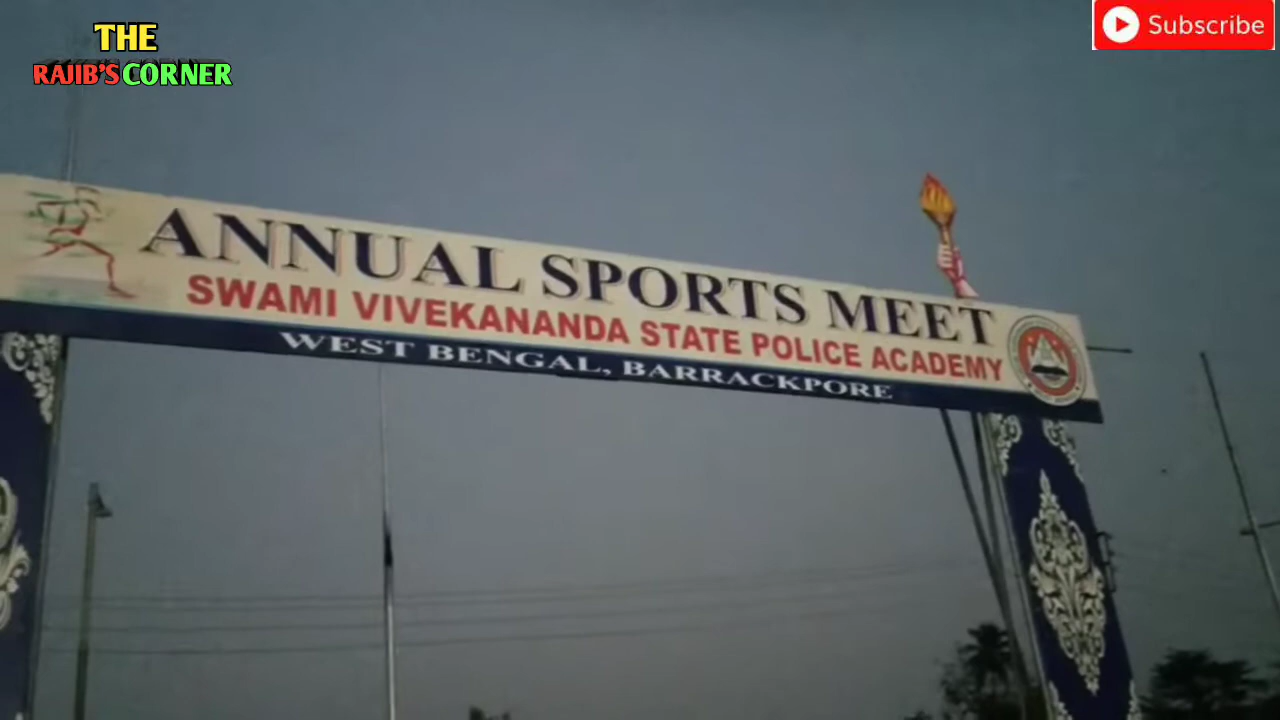 THE
RAJIB'S CORNER
Subscribe
ANNUAL SPORTS MEET
SWAMI VIVEKANANDA STATE POLICE ACADEMY
WEST BENGAL, BARRACKPORE